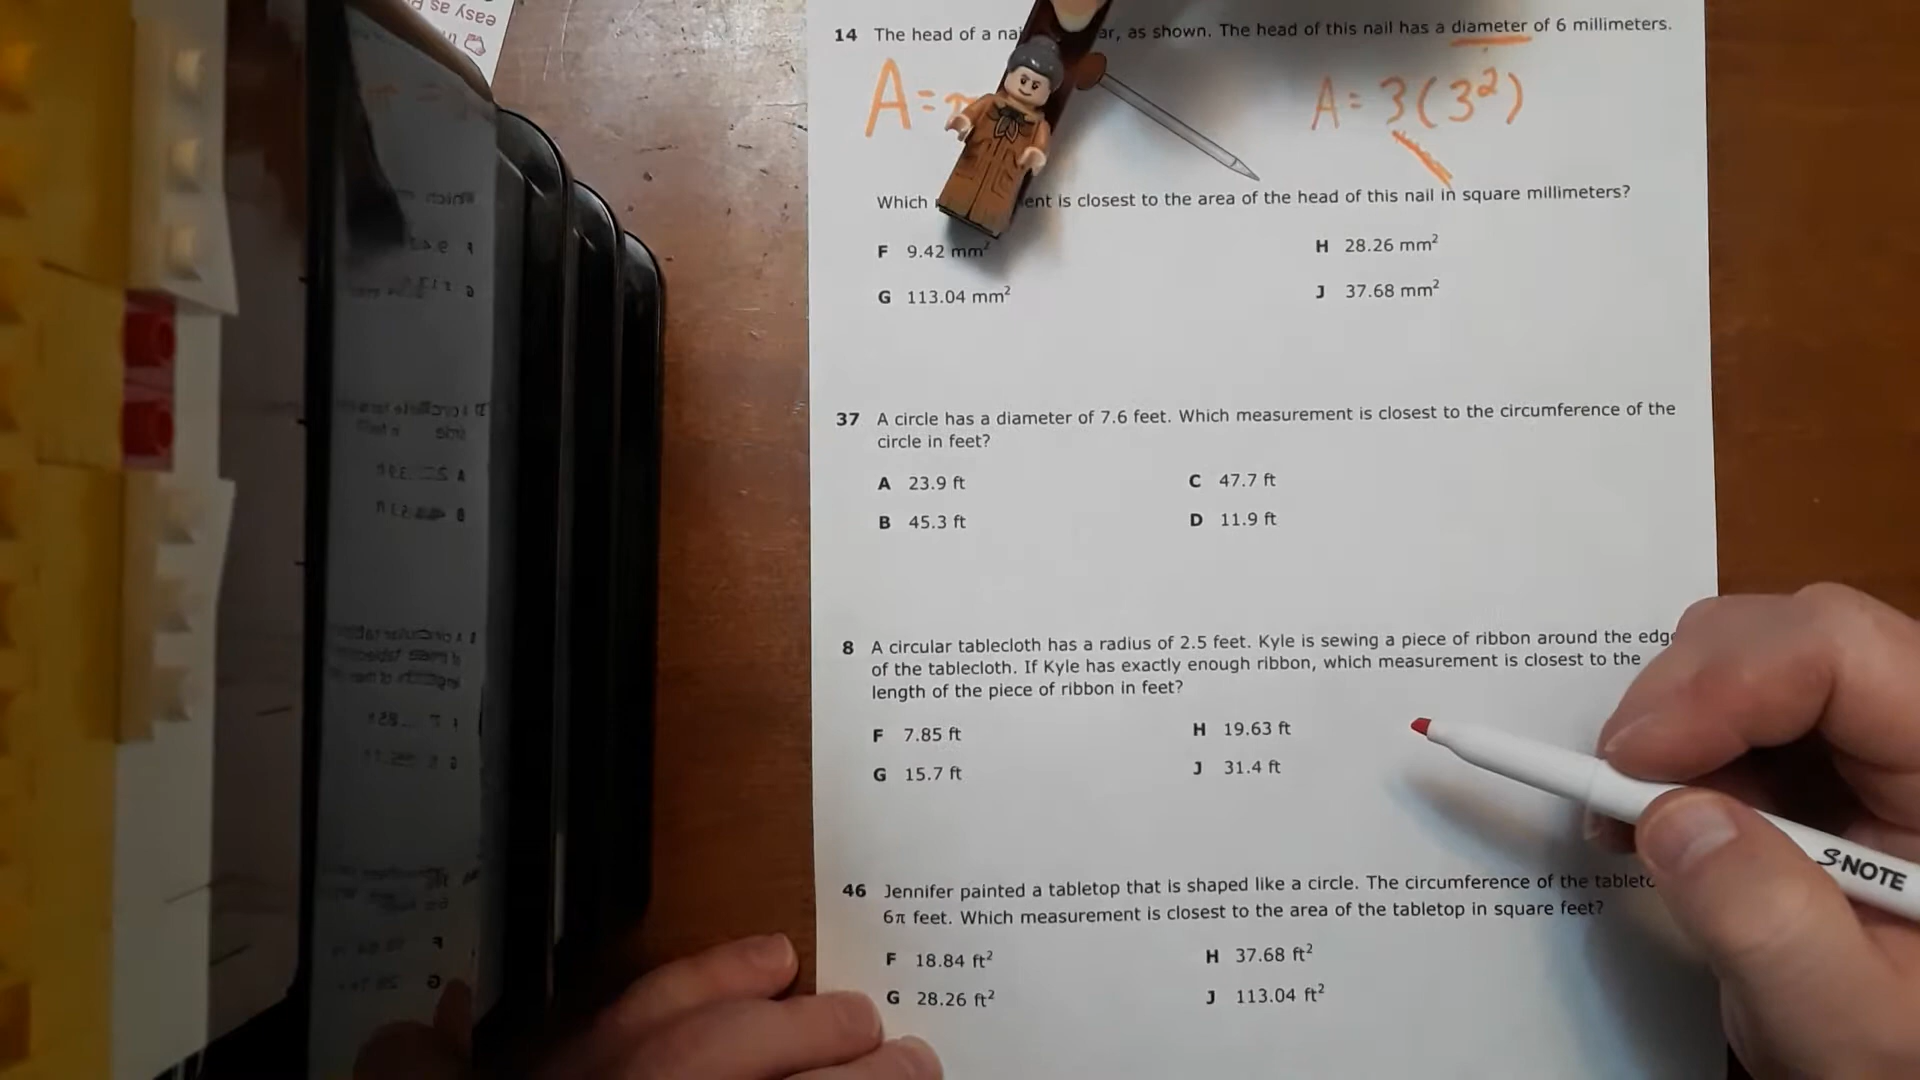 easy as
14 The head of a na ar, as shown. The head of this nail has a diameter of 6 millimeters.
A =
A = 3(3²)
Which ent is closest to the area of the head of this nail in square millimeters?
F 9.42 mm²
H 28.26 mm²
G 113.04 mm²
J 37.68 mm²
37 A circle has a diameter of 7.6 feet. Which measurement is closest to the circumference of the
circle in feet?
A 23.9 ft
C 47.7 ft
B 45.3 ft
D 11.9 ft
8 A circular tablecloth has a radius of 2.5 feet. Kyle is sewing a piece of ribbon around the edge
of the tablecloth. If Kyle has exactly enough ribbon, which measurement is closest to the
length of the piece of ribbon in feet?
F 7.85 ft
H 19.63 ft
G 15.7 ft
J 31.4 ft
46 Jennifer painted a tabletop that is shaped like a circle. The circumference of the tablet
6π feet. Which measurement is closest to the area of the tabletop in square feet?
F 18.84 ft²
H 37.68 ft²
G 28.26 ft²
J 113.04 ft²
S·NOTE